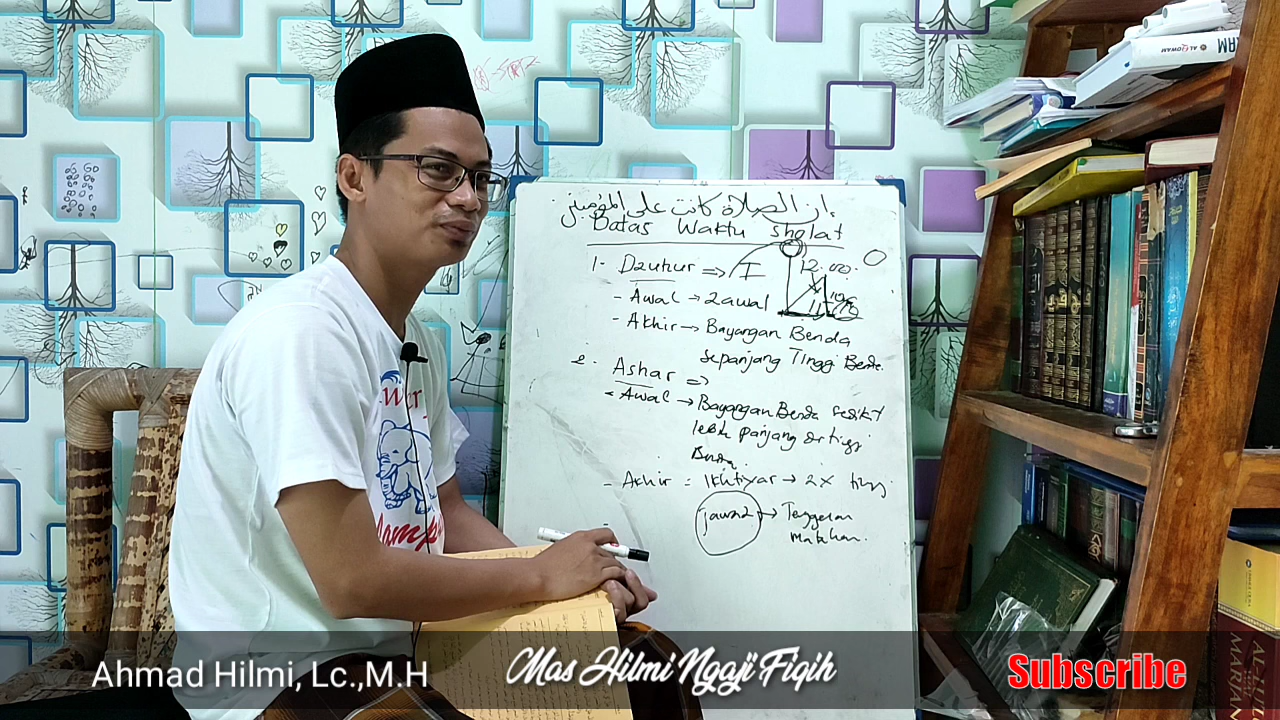 ان الصلاة كانت على المؤمنين
Batas Waktu Sholat
1. Dzuhur => I 12.00.
- Awal → zawal
- Akhir → Bayangan Benda
sepanjang Tinggi Benda.
2. Ashar =>
- Awal → Bayangan Benda sedikit
lebih panjang dr tinggi
Benda.
- Akhir = Ikhtiyar → 2x tinggi
jawaz → Tenggelam
Matahari.
Ahmad Hilmi, Lc.,M.H
Mas Hilmi Ngaji Fiqih
Subscribe